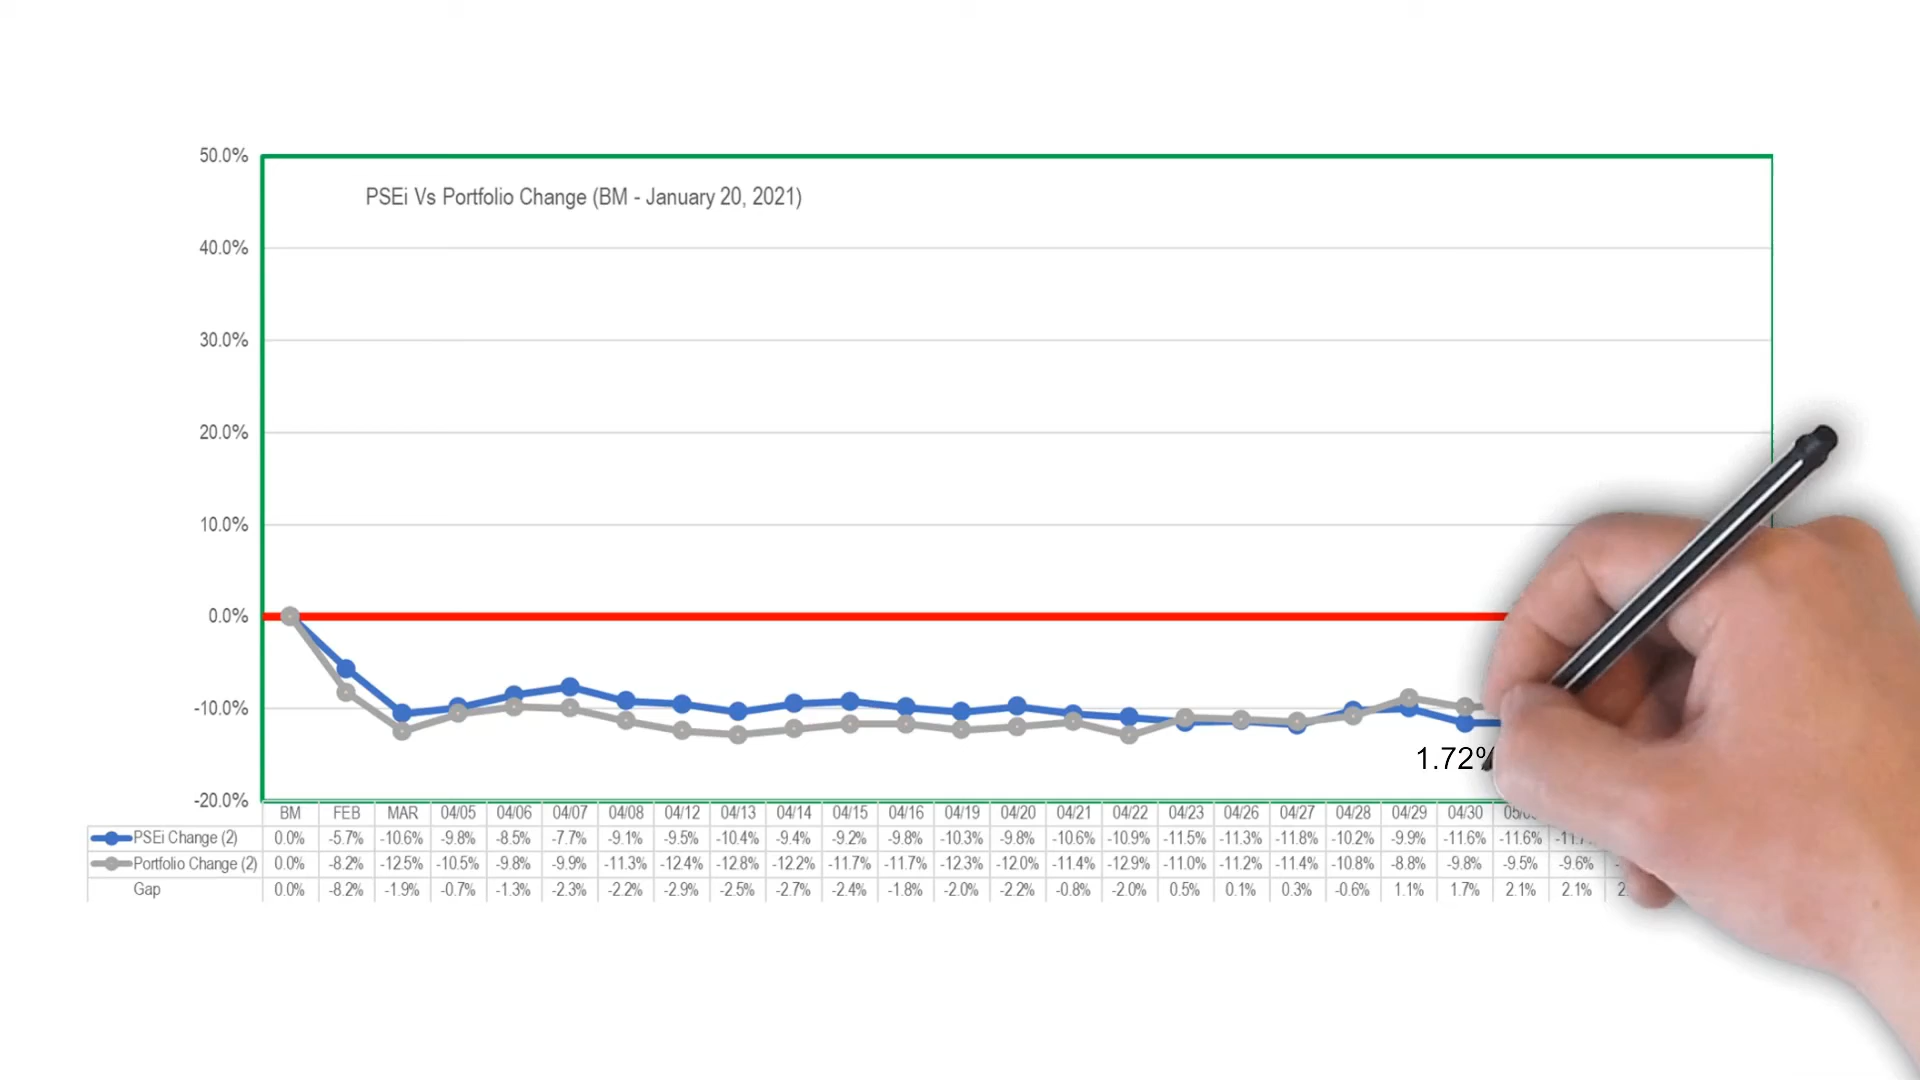 50.0%
PSEi Vs Portfolio Change (BM - January 20, 2021)
40.0%
30.0%
20.0%
10.0%
0.0%
-10.0%
1.72%
-20.0%
BM FEB MAR 04/05 04/06 04/07 04/08 04/12 04/13 04/14 04/15 04/16 04/19 04/20 04/21 04/22 04/23 04/26 04/27 04/28 04/29 04/30
PSEi Change (2) 0.0% -5.7% -10.6% -9.8% -8.5% -7.7% -9.1% -9.5% -10.4% -9.4% -9.2% -9.8% -10.3% -9.8% -10.6% -10.9% -11.5% -11.3% -11.8% -10.2% -9.9% -11.6% -11.6%
Portfolio Change (2) 0.0% -8.2% -12.5% -10.5% -9.8% -9.9% -11.3% -12.4% -12.8% -12.2% -11.7% -11.7% -12.3% -12.0% -11.4% -12.9% -11.0% -11.2% -11.4% -10.8% -8.8% -9.8% -9.5% -9.6%
Gap 0.0% -8.2% -1.9% -0.7% -1.3% -2.3% -2.2% -2.9% -2.5% -2.7% -2.4% -1.8% -2.0% -2.2% -0.8% -2.0% 0.5% 0.1% 0.3% -0.6% 1.1% 1.7% 2.1% 2.1%